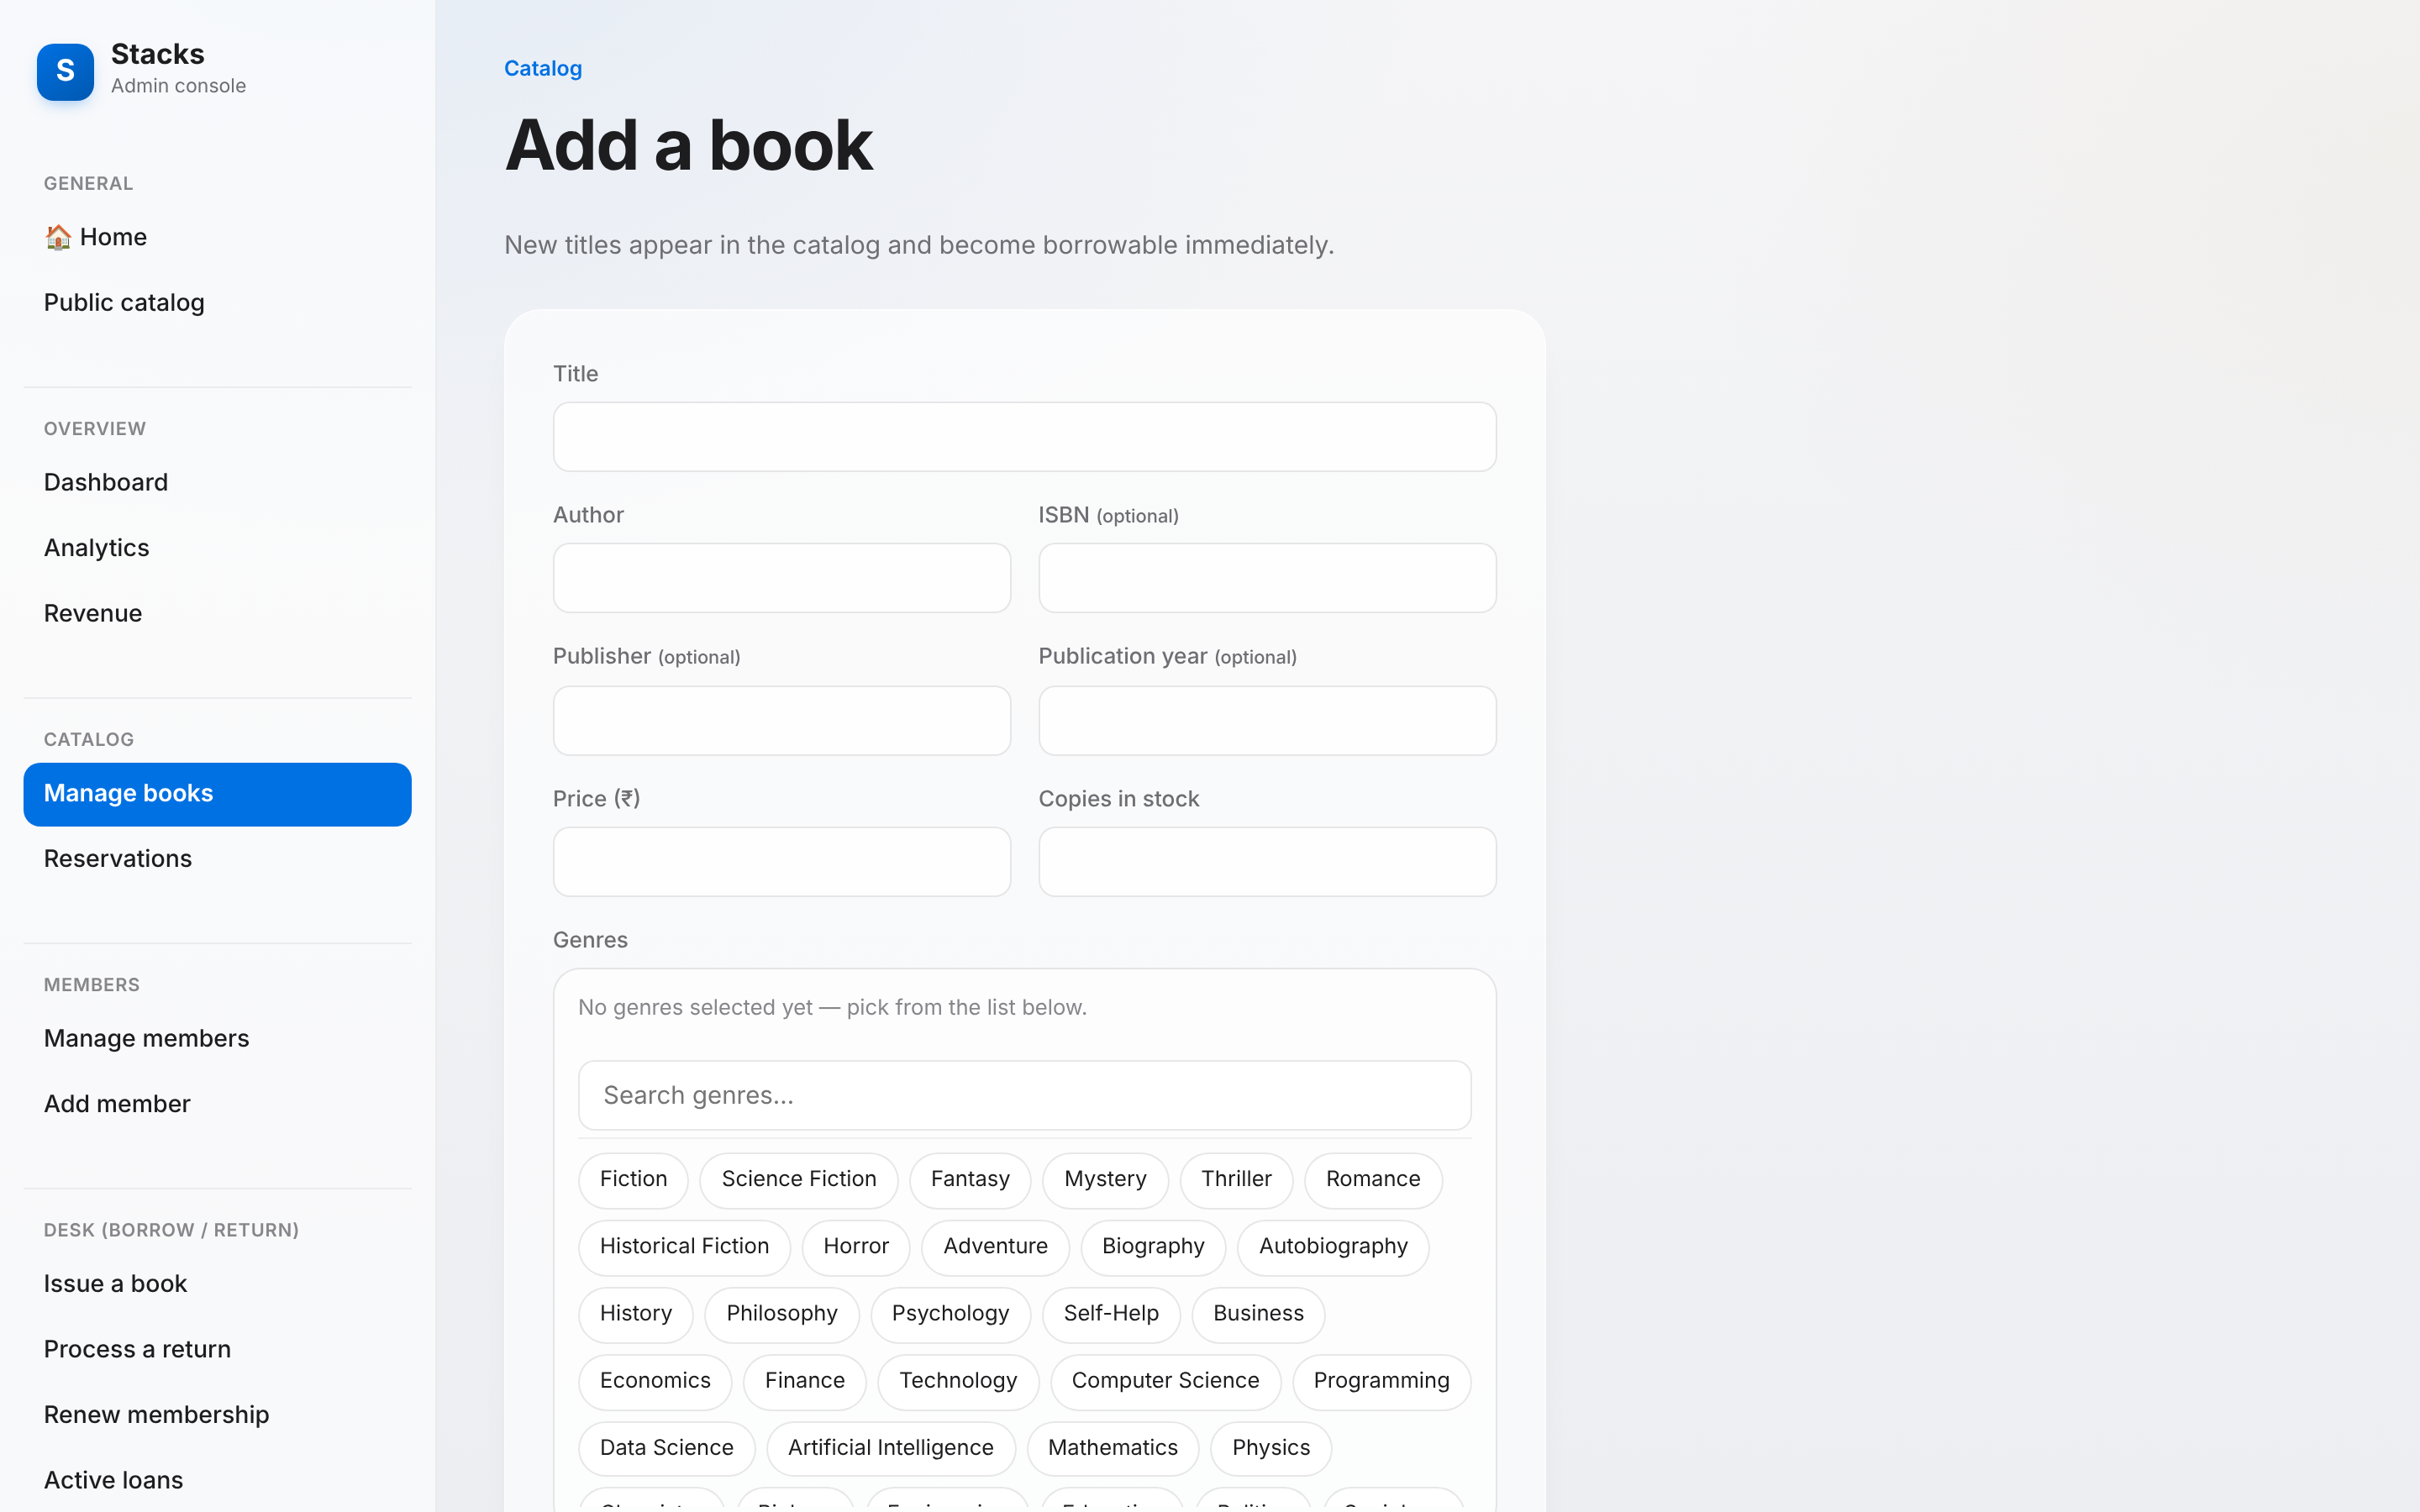 S
Stacks
Admin console
GENERAL
🏠 Home
Public catalog
OVERVIEW
Dashboard
Analytics
Revenue
CATALOG
Manage books
Reservations
MEMBERS
Manage members
Add member
DESK (BORROW / RETURN)
Issue a book
Process a return
Renew membership
Active loans
Catalog
Add a book
New titles appear in the catalog and become borrowable immediately.
Title
Author
ISBN (optional)
Publisher (optional)
Publication year (optional)
Price (₹)
Copies in stock
Genres
No genres selected yet — pick from the list below.
Search genres...
Fiction Science Fiction Fantasy Mystery Thriller Romance
Historical Fiction Horror Adventure Biography Autobiography
History Philosophy Psychology Self-Help Business
Economics Finance Technology Computer Science Programming
Data Science Artificial Intelligence Mathematics Physics